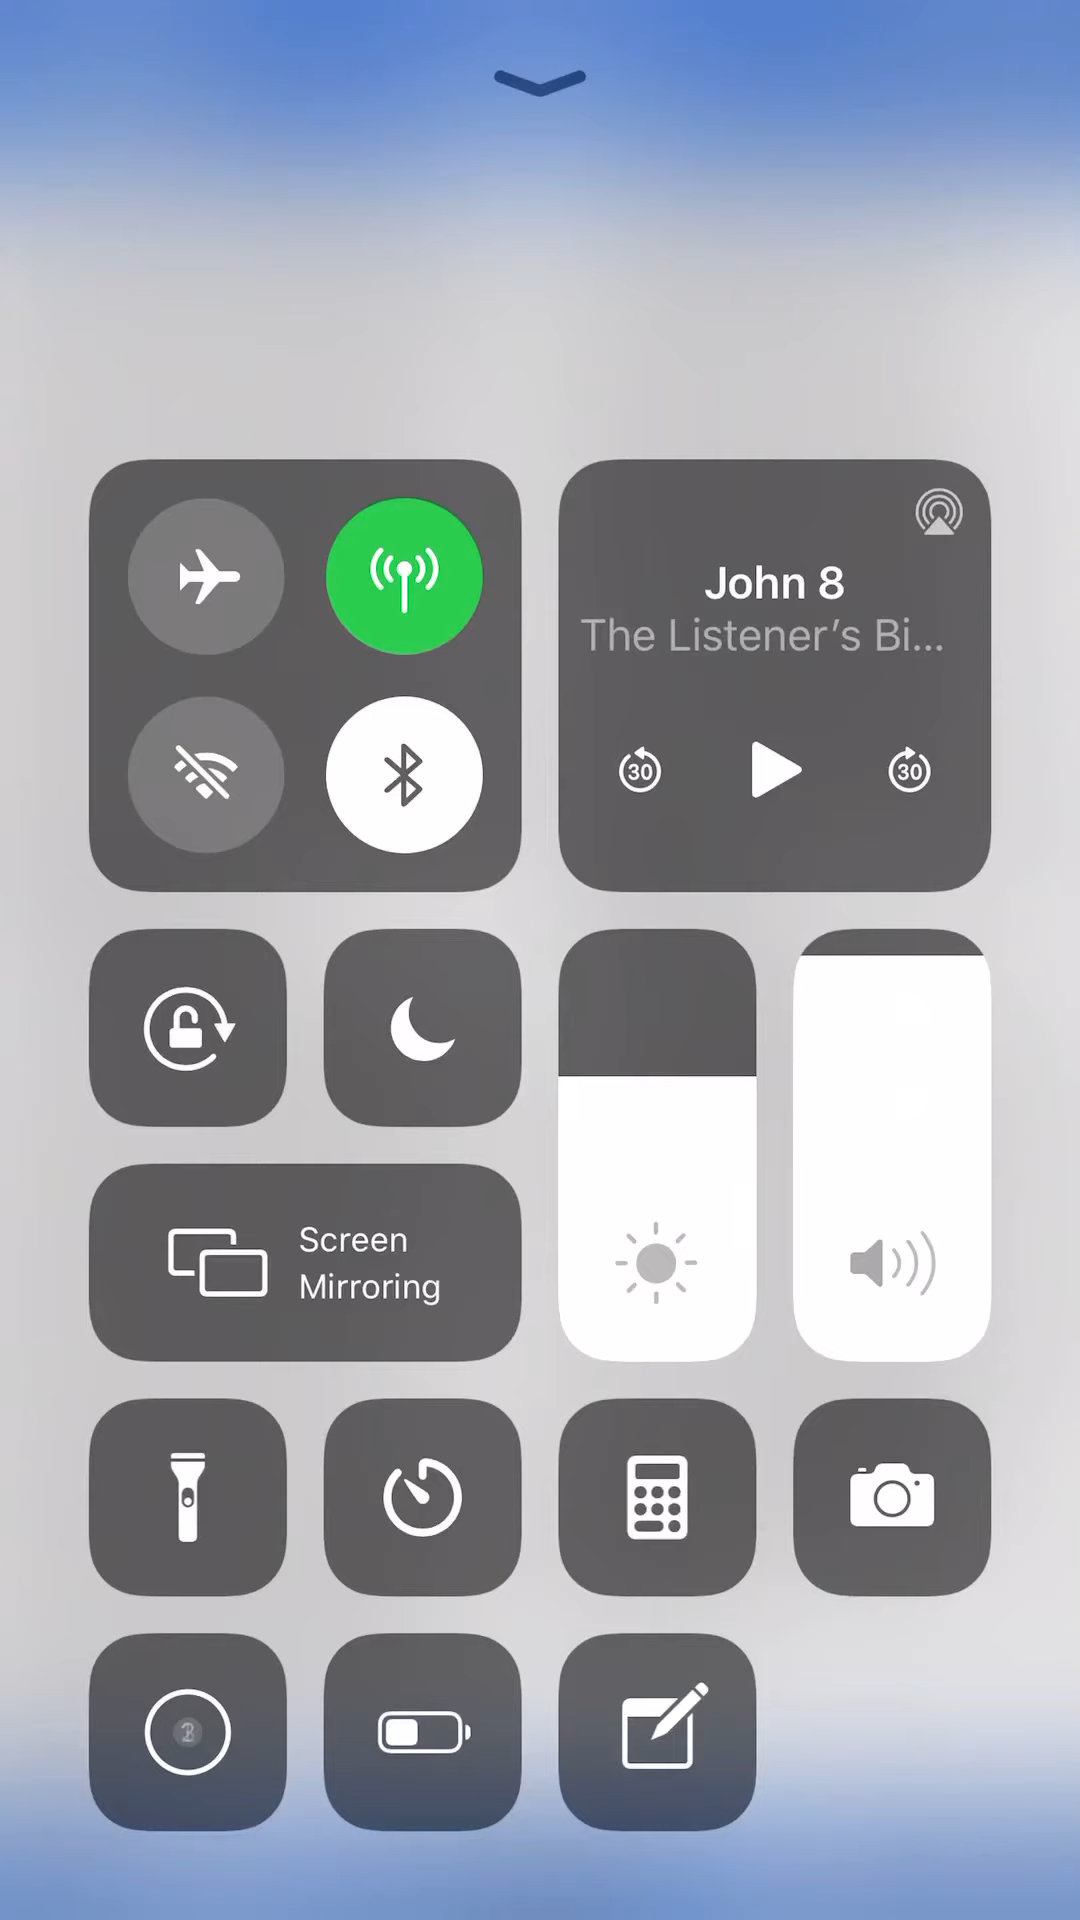 John 8
The Listener’s Bi...
30
30
Screen
Mirroring